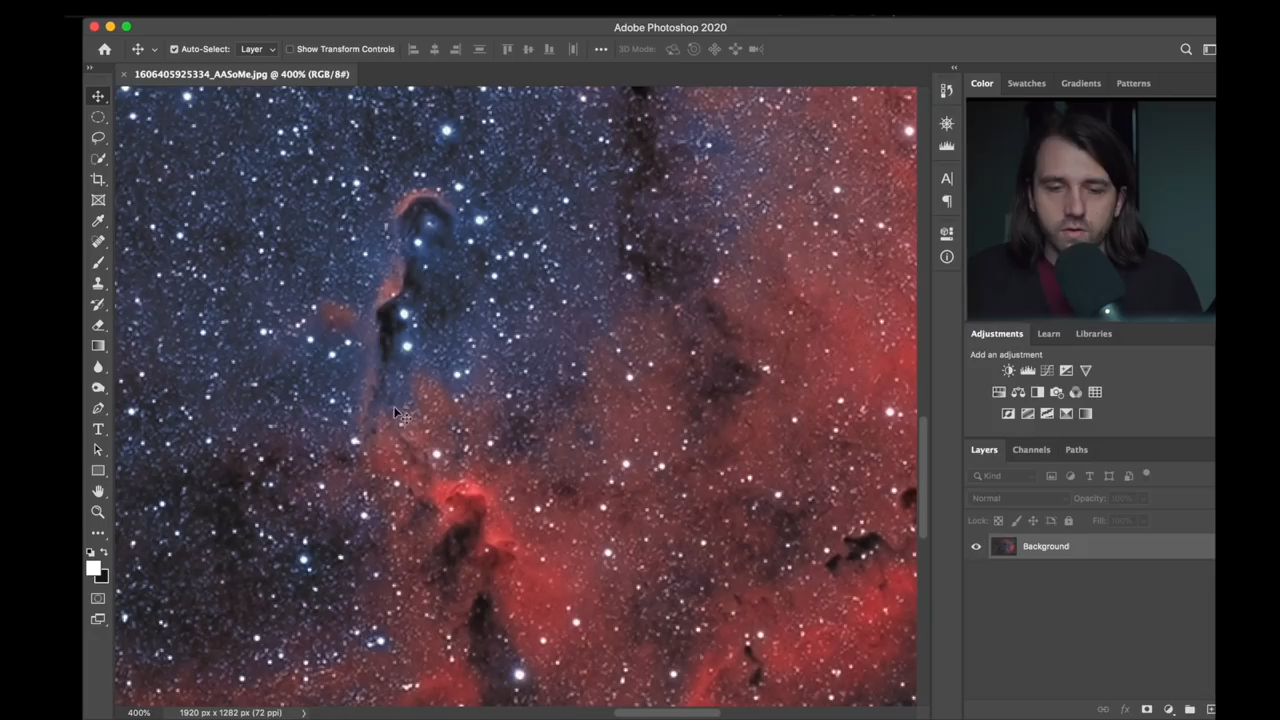 Adobe Photoshop 2020
Auto-Select: Layer Show Transform Controls 3D Mode:
1606405925334_AASoMe.jpg @ 400% (RGB/8#)
Color Swatches Gradients Patterns
Adjustments Learn Libraries
Add an adjustment
Layers Channels Paths
Kind
Normal Opacity: 100%
Lock: Fill: 100%
Background
400% 1920 px x 1282 px (72 ppi)